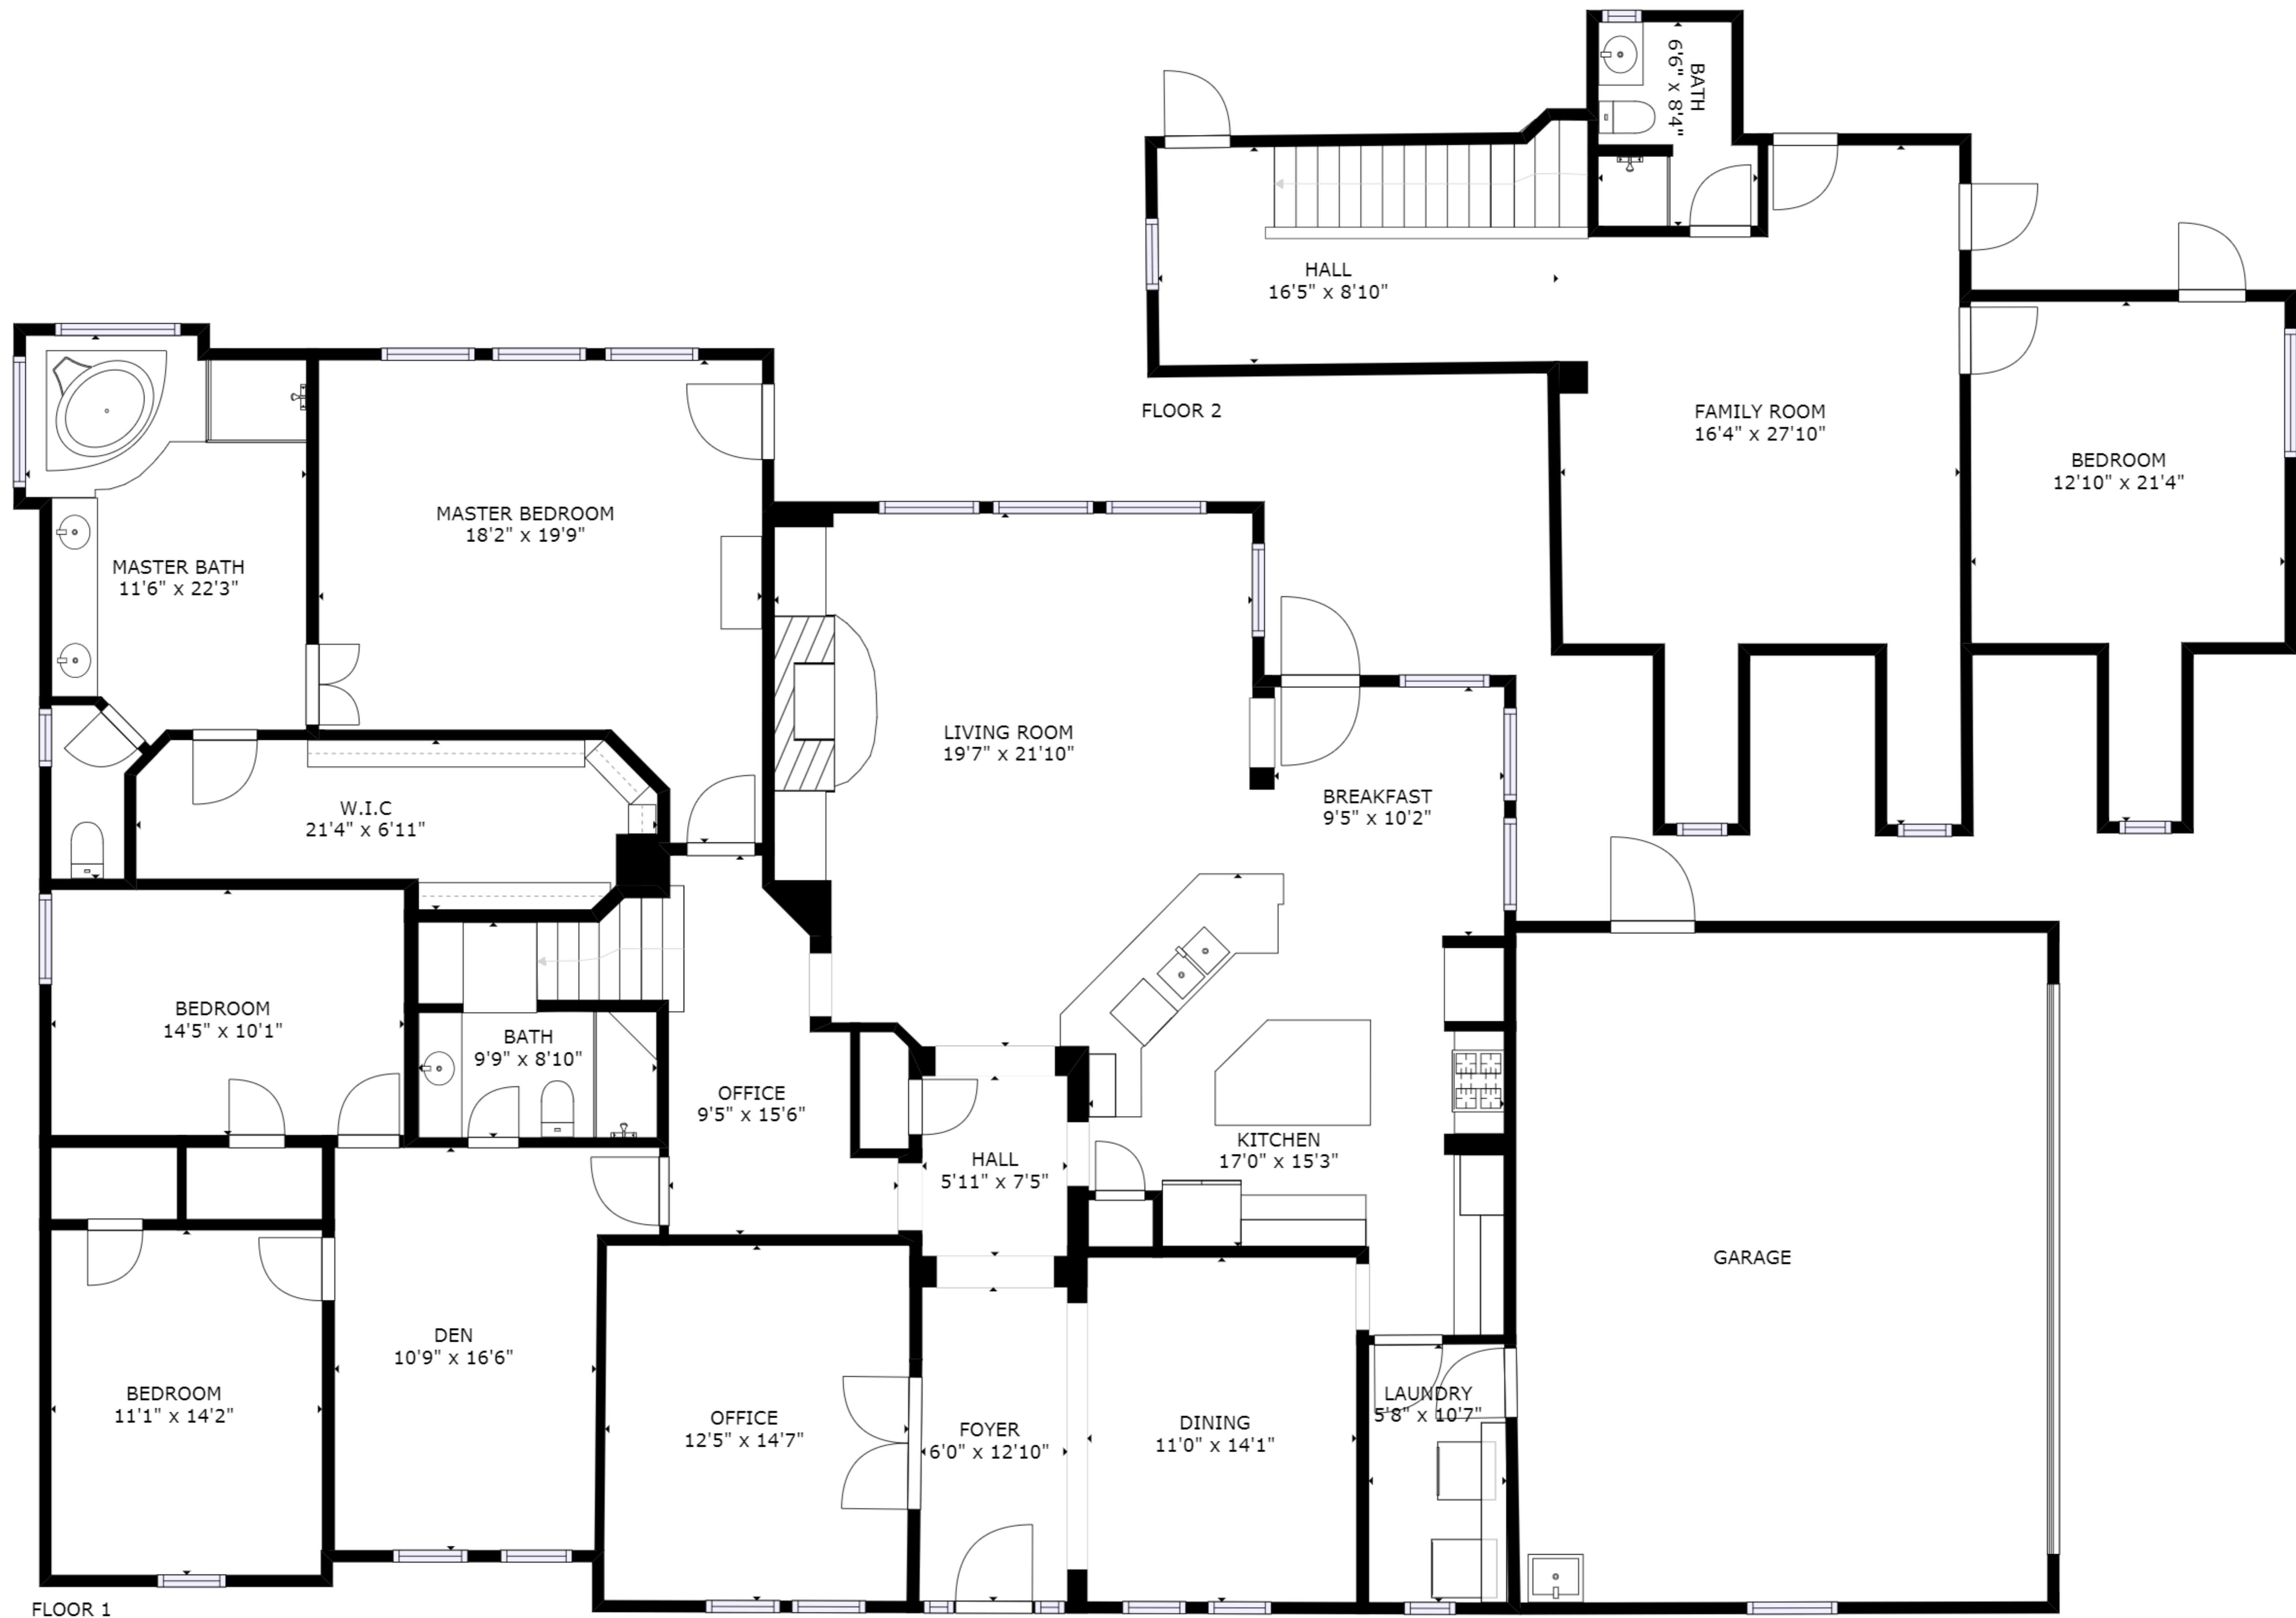 BATH
6'6" x 8'4"
HALL
16'5" x 8'10"
FLOOR 2
FAMILY ROOM
16'4" x 27'10"
BEDROOM
12'10" x 21'4"
MASTER BEDROOM
18'2" x 19'9"
MASTER BATH
11'6" x 22'3"
LIVING ROOM
19'7" x 21'10"
W.I.C
21'4" x 6'11"
BREAKFAST
9'5" x 10'2"
BEDROOM
14'5" x 10'1"
BATH
9'9" x 8'10"
OFFICE
9'5" x 15'6"
HALL
5'11" x 7'5"
KITCHEN
17'0" x 15'3"
GARAGE
DEN
10'9" x 16'6"
BEDROOM
11'1" x 14'2"
OFFICE
12'5" x 14'7"
FOYER
6'0" x 12'10"
DINING
11'0" x 14'1"
LAUNDRY
5'8" x 10'7"
FLOOR 1